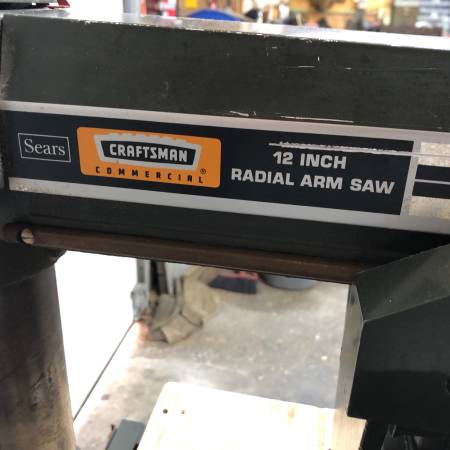 Sears
CRAFTSMAN
COMMERCIAL ®
12 INCH
RADIAL ARM SAW